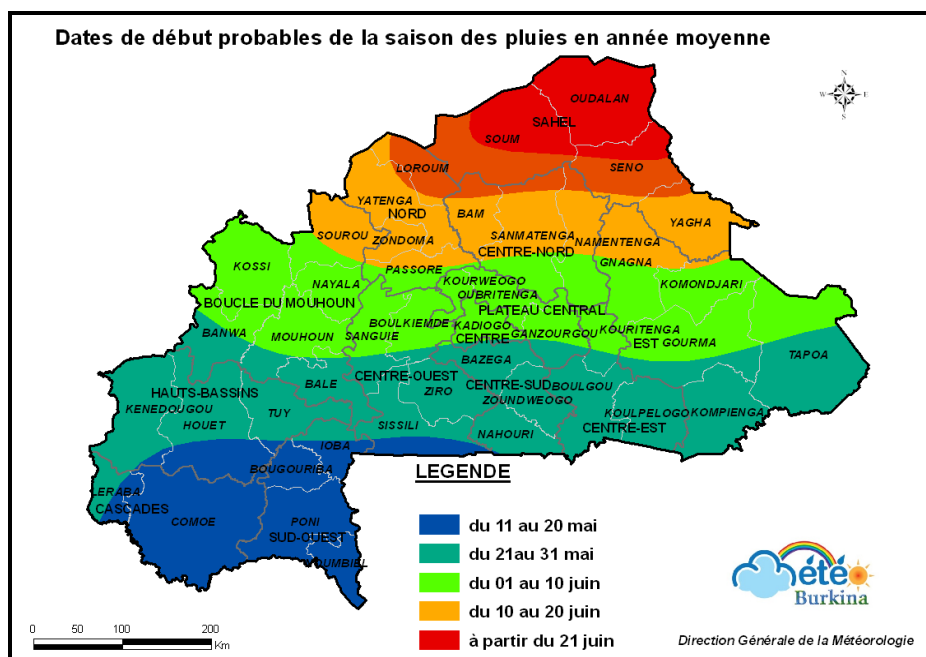 Dates de début probables de la saison des pluies en année moyenne
N
W E
S
OUDALAN
SAHEL
SOUM
LOROUM
SENO
YATENGA
NORD
BAM
YAGHA
SOUROU
ZONDOMA
SANMATENGA
NAMENTENGA
CENTRE-NORD
KOSSI
PASSORE
GNAGNA
NAYALA
KOURWEOGO
KOMONDJARI
OUBRITENGA
BOUCLE DU MOUHOUN
PLATEAU CENTRAL
BANWA
MOUHOUN
BOULKIEMDE
SANGUIE
KADIOGO
CENTRE
GANZOURGOU
KOURITENGA
EST
GOURMA
BAZEGA
TAPOA
HAUTS-BASSINS
BALE
CENTRE-OUEST
ZIRO
CENTRE-SUD
BOULGOU
ZOUNDWEOGO
KENEDOUGOU
HOUET
TUY
SISSILI
KOULPELOGO
KOMPIENGA
CENTRE-EST
NAHOURI
IOBA
BOUGOURIBA
LERABA
CASCADES
COMOE
PONI
SUD-OUEST
NOUMBIEL
LEGENDE
du 11 au 20 mai
du 21au 31 mai
du 01 au 10 juin
du 10 au 20 juin
à partir du 21 juin
0 50 100 200
Km
Météo
Burkina
Direction Générale de la Météorologie